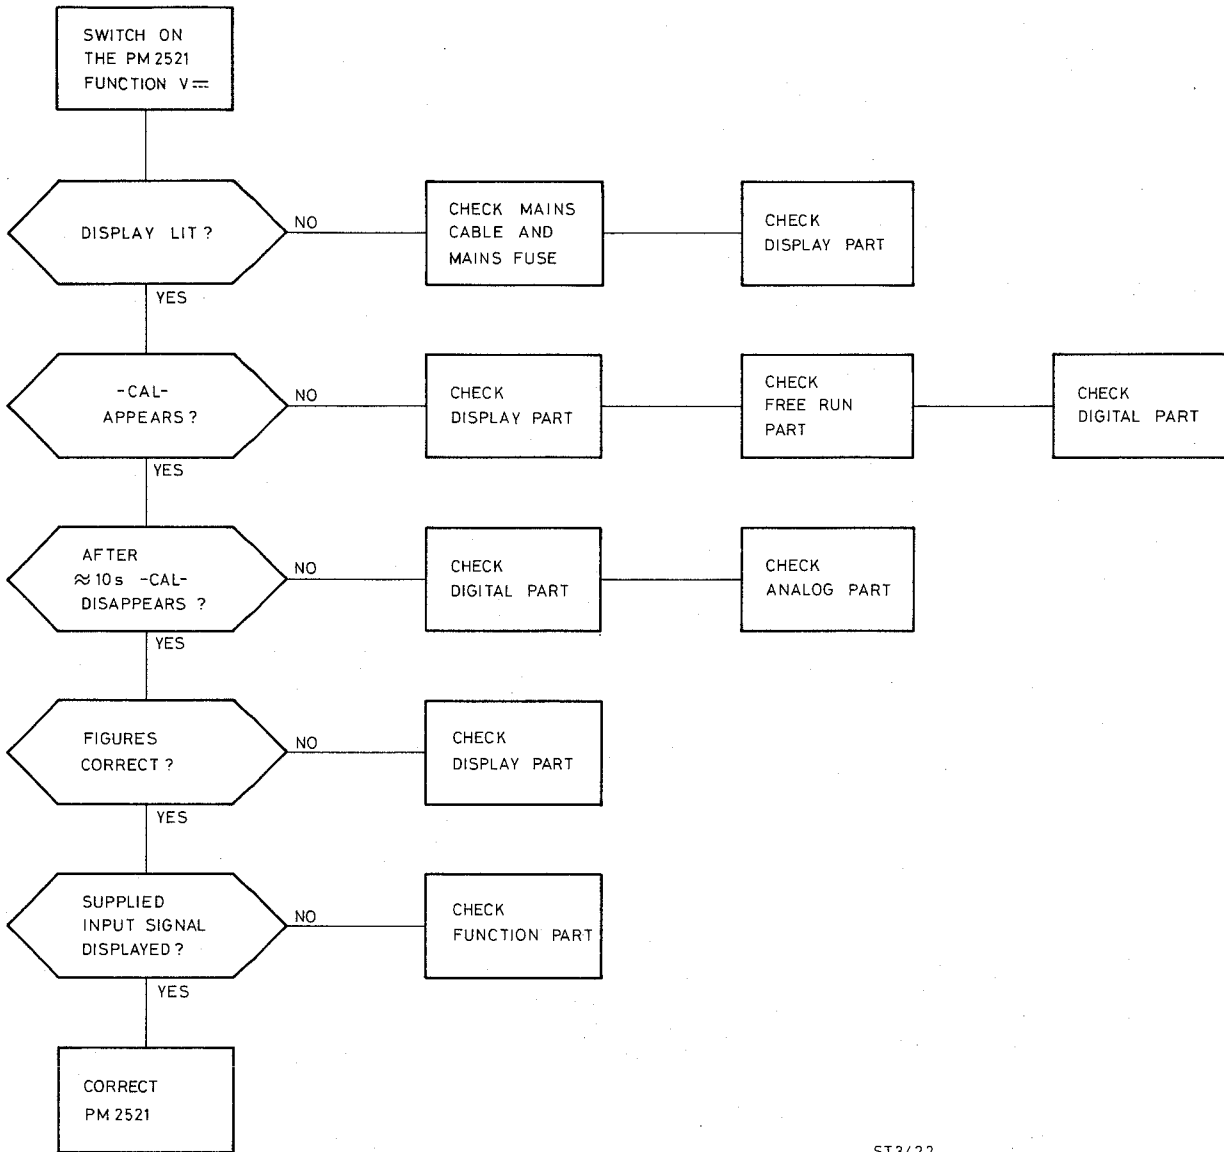 SWITCH ON
THE PM 2521
FUNCTION V⎓
DISPLAY LIT ?
NO
CHECK MAINS
CABLE AND
MAINS FUSE
CHECK
DISPLAY PART
YES
-CAL-
APPEARS ?
NO
CHECK
DISPLAY PART
CHECK
FREE RUN
PART
CHECK
DIGITAL PART
YES
AFTER
≈ 10 s -CAL-
DISAPPEARS ?
NO
CHECK
DIGITAL PART
CHECK
ANALOG PART
YES
FIGURES
CORRECT ?
NO
CHECK
DISPLAY PART
YES
SUPPLIED
INPUT SIGNAL
DISPLAYED ?
NO
CHECK
FUNCTION PART
YES
CORRECT
PM 2521